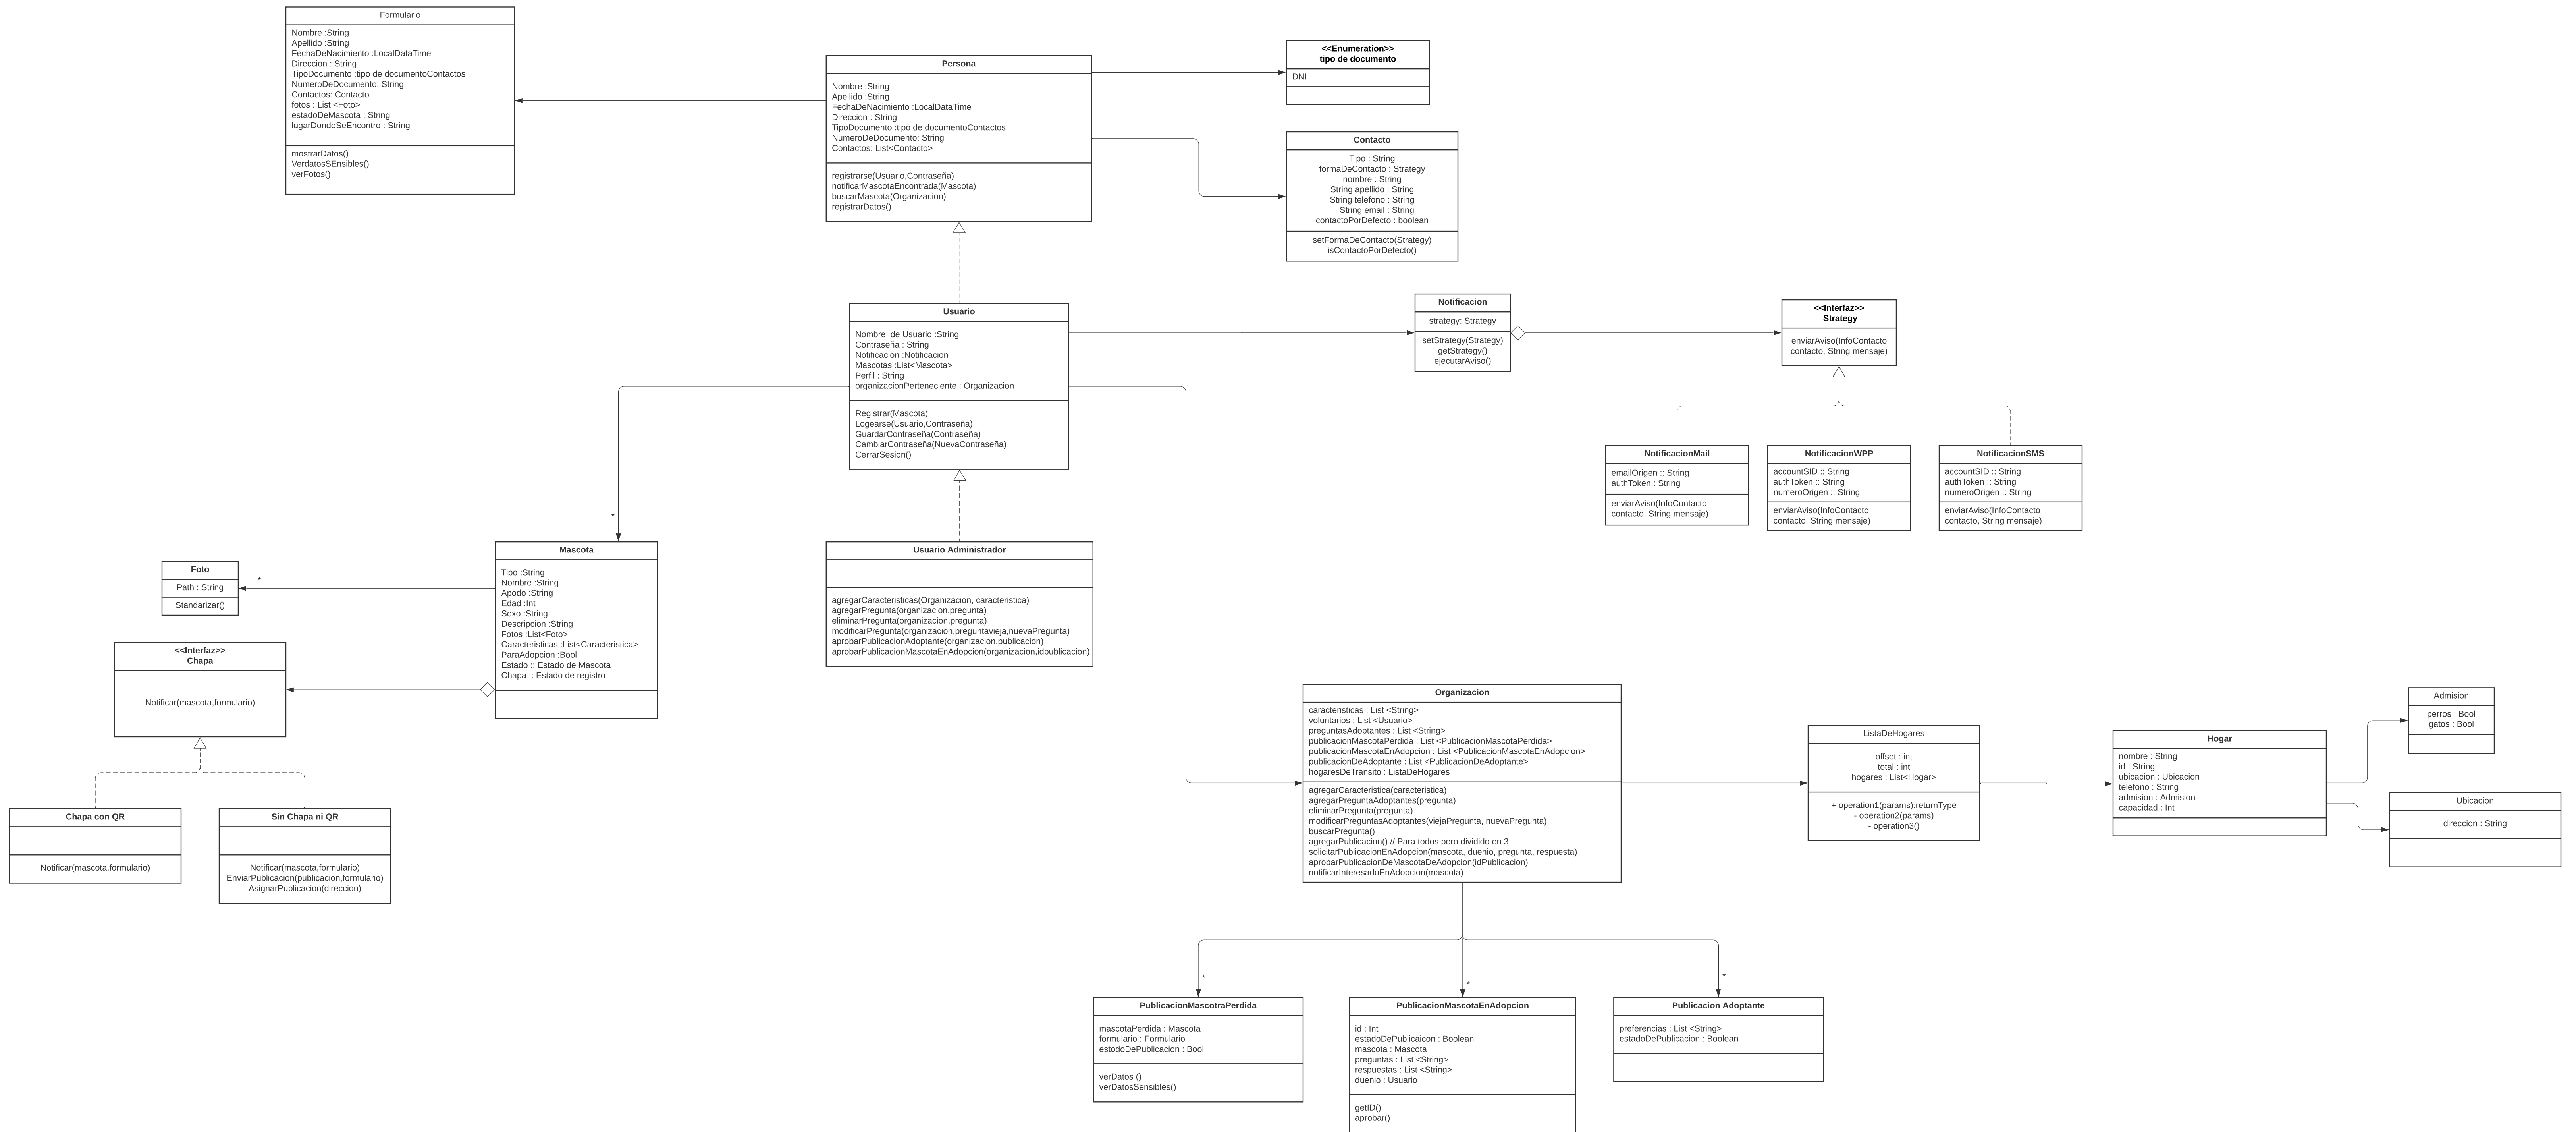 Formulario
Nombre :String
Apellido :String
FechaDeNacimiento :LocalDataTime
Direccion : String
TipoDocumento :tipo de documentoContactos
NumeroDeDocumento: String
Contactos: Contacto
fotos : List <Foto>
estadoDeMascota : String
lugarDondeSeEncontro : String
mostrarDatos()
VerdatosSEnsibles()
verFotos()
Persona
Nombre :String
Apellido :String
FechaDeNacimiento :LocalDataTime
Direccion : String
TipoDocumento :tipo de documentoContactos
NumeroDeDocumento: String
Contactos: List<Contacto>
registrarse(Usuario,Contraseña)
notificarMascotaEncontrada(Mascota)
buscarMascota(Organizacion)
registrarDatos()
<<Enumeration>>
tipo de documento
DNI
Contacto
Tipo : String
formaDeContacto : Strategy
nombre : String
String apellido : String
String telefono : String
String email : String
contactoPorDefecto : boolean
setFormaDeContacto(Strategy)
isContactoPorDefecto()
Usuario
Nombre  de Usuario :String
Contraseña : String
Notificacion :Notificacion
Mascotas :List<Mascota>
Perfil : String
organizacionPerteneciente : Organizacion
Registrar(Mascota)
Logearse(Usuario,Contraseña)
GuardarContraseña(Contraseña)
CambiarContraseña(NuevaContraseña)
CerrarSesion()
Notificacion
strategy: Strategy
setStrategy(Strategy)
getStrategy()
ejecutarAviso()
<<Interfaz>>
Strategy
enviarAviso(InfoContacto
contacto, String mensaje)
NotificacionMail
emailOrigen :: String
authToken:: String
enviarAviso(InfoContacto
contacto, String mensaje)
NotificacionWPP
accountSID :: String
authToken :: String
numeroOrigen :: String
enviarAviso(InfoContacto
contacto, String mensaje)
NotificacionSMS
accountSID :: String
authToken :: String
numeroOrigen :: String
enviarAviso(InfoContacto
contacto, String mensaje)
*
Mascota
Tipo :String
Nombre :String
Apodo :String
Edad :Int
Sexo :String
Descripcion :String
Fotos :List<Foto>
Caracteristicas :List<Caracteristica>
ParaAdopcion :Bool
Estado :: Estado de Mascota
Chapa :: Estado de registro
Usuario Administrador
agregarCaracteristicas(Organizacion, caracteristica)
agregarPregunta(organizacion,pregunta)
eliminarPregunta(organizacion,pregunta)
modificarPregunta(organizacion,preguntavieja,nuevaPregunta)
aprobarPublicacionAdoptante(organizacion,publicacion)
aprobarPublicacionMascotaEnAdopcion(organizacion,idpublicacion)
*
Foto
Path : String
Standarizar()
<<Interfaz>>
Chapa
Notificar(mascota,formulario)
Chapa con QR
Notificar(mascota,formulario)
Sin Chapa ni QR
Notificar(mascota,formulario)
EnviarPublicacion(publicacion,formulario)
AsignarPublicacion(direccion)
Organizacion
caracteristicas : List <String>
voluntarios : List <Usuario>
preguntasAdoptantes : List <String>
publicacionMascotaPerdida : List <PublicacionMascotaPerdida>
publicacionMascotaEnAdopcion : List <PublicacionMascotaEnAdopcion>
publicacionDeAdoptante : List <PublicacionDeAdoptante>
hogaresDeTransito : ListaDeHogares
agregarCaracteristica(caracteristica)
agregarPreguntaAdoptantes(pregunta)
eliminarPregunta(pregunta)
modificarPreguntasAdoptantes(viejaPregunta, nuevaPregunta)
buscarPregunta()
agregarPublicacion() // Para todos pero dividido en 3
solicitarPublicacionEnAdopcion(mascota, duenio, pregunta, respuesta)
aprobarPublicacionDeMascotaDeAdopcion(idPublicacion)
notificarInteresadoEnAdopcion(mascota)
ListaDeHogares
offset : int
total : int
hogares : List<Hogar>
+ operation1(params):returnType
- operation2(params)
- operation3()
Hogar
nombre : String
id : String
ubicacion : Ubicacion
telefono : String
admision : Admision
capacidad : Int
Admision
perros : Bool
gatos : Bool
Ubicacion
direccion : String
*
*
*
PublicacionMascotraPerdida
mascotaPerdida : Mascota
formulario : Formulario
estodoDePublicacion : Bool
verDatos ()
verDatosSensibles()
PublicacionMascotaEnAdopcion
id : Int
estadoDePublicaicon : Boolean
mascota : Mascota
preguntas : List <String>
respuestas : List <String>
duenio : Usuario
getID()
aprobar()
Publicacion Adoptante
preferencias : List <String>
estadoDePublicacion : Boolean